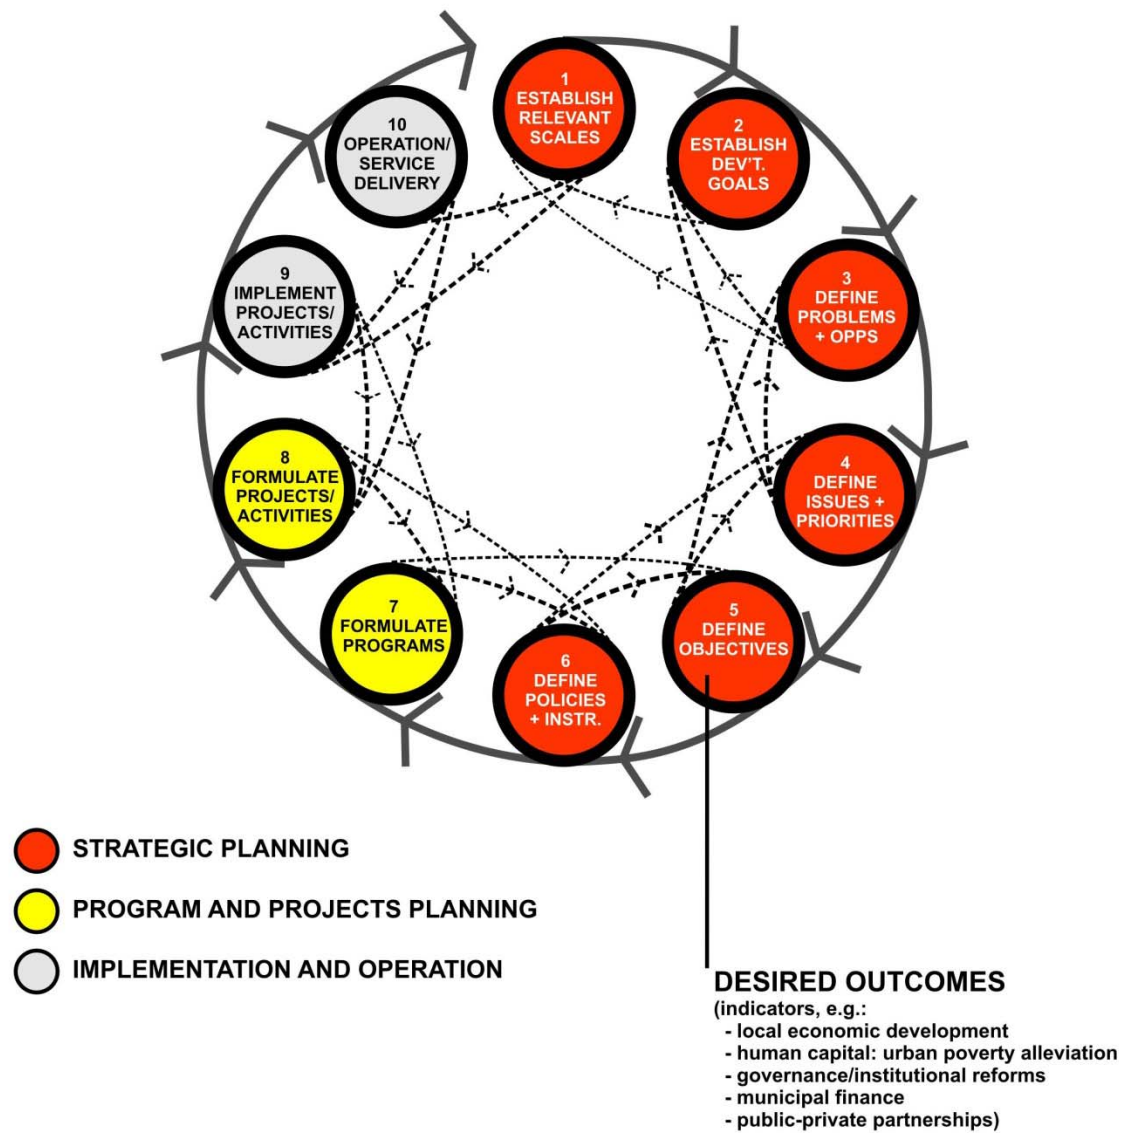 1
ESTABLISH
RELEVANT
SCALES
2
ESTABLISH
DEV'T.
GOALS
3
DEFINE
PROBLEMS
+ OPPS
4
DEFINE
ISSUES +
PRIORITIES
5
DEFINE
OBJECTIVES
6
DEFINE
POLICIES
+ INSTR.
7
FORMULATE
PROGRAMS
8
FORMULATE
PROJECTS/
ACTIVITIES
9
IMPLEMENT
PROJECTS/
ACTIVITIES
10
OPERATION/
SERVICE
DELIVERY
STRATEGIC PLANNING
PROGRAM AND PROJECTS PLANNING
IMPLEMENTATION AND OPERATION
DESIRED OUTCOMES
(indicators, e.g.:
- local economic development
- human capital: urban poverty alleviation
- governance/institutional reforms
- municipal finance
- public-private partnerships)